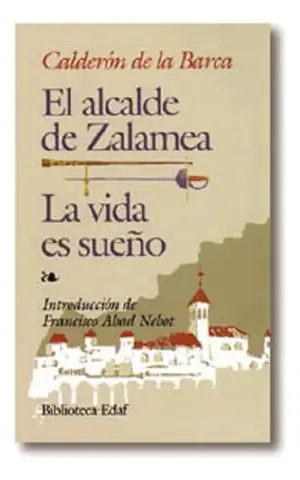 Calderón de la Barca
El alcalde
de Zalamea
La vida
es sueño
Introducción de
Francisco Abad Nebot
Biblioteca Edaf